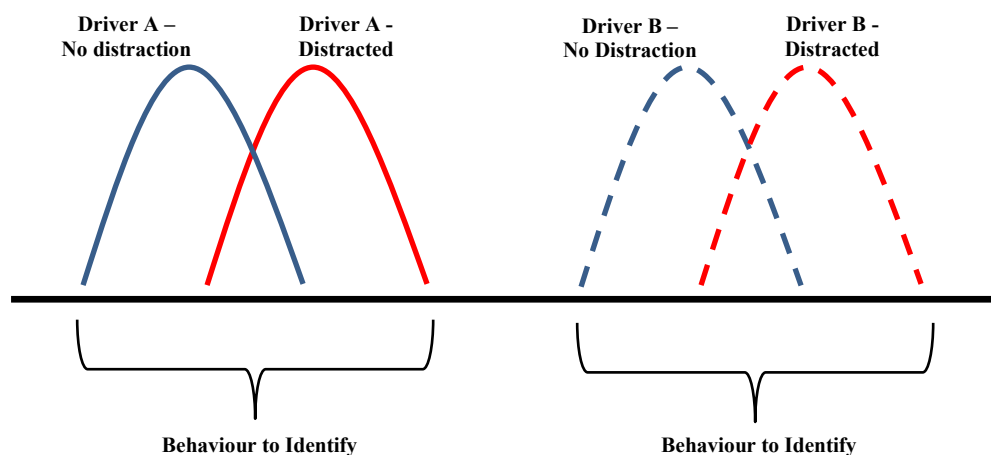 Driver A –
No distraction
Driver A -
Distracted
Driver B –
No Distraction
Driver B -
Distracted
Behaviour to Identify
Behaviour to Identify